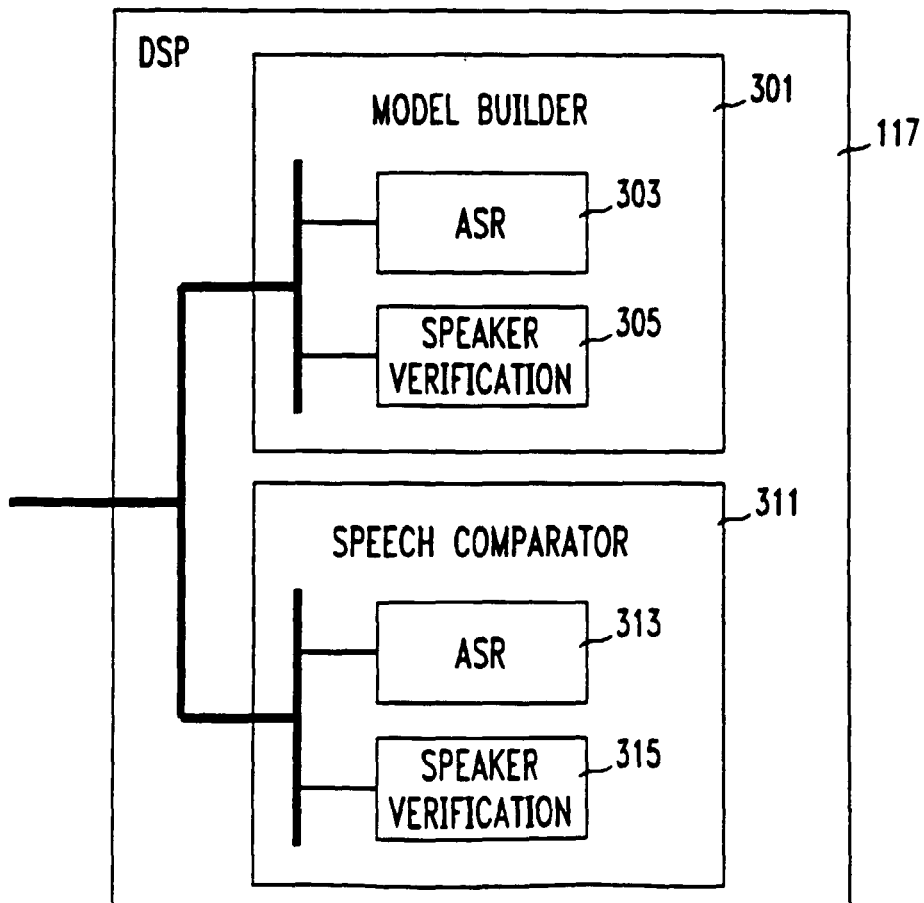 DSP
MODEL BUILDER
301
117
ASR
303
SPEAKER
VERIFICATION
305
SPEECH COMPARATOR
311
ASR
313
SPEAKER
VERIFICATION
315